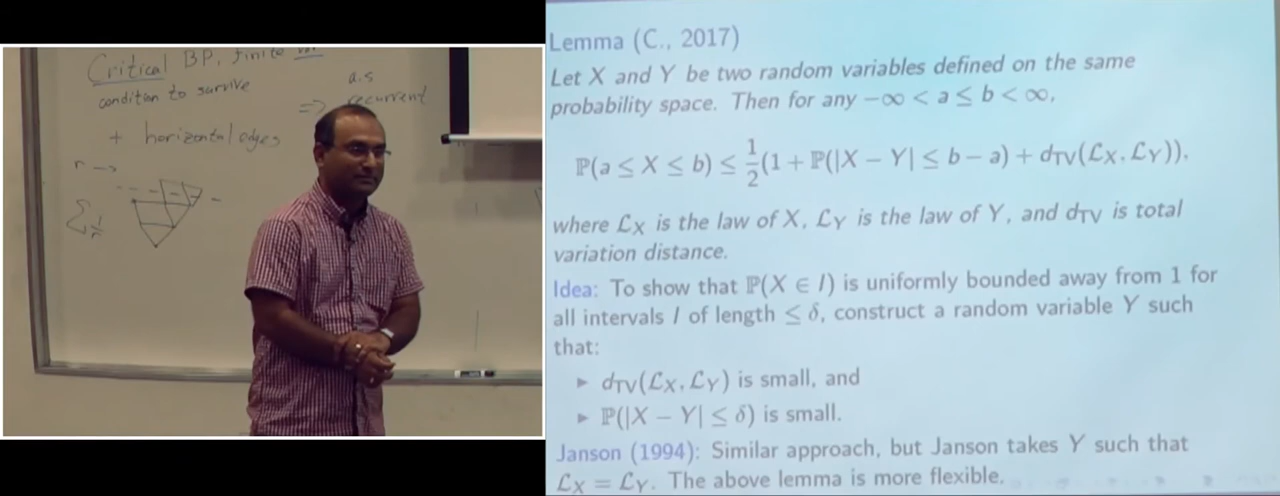 Critical BP, finite
condition to survive
a.s
=> recurrent
+ horizontal edges
r →
Lemma (C., 2017)
Let X and Y be two random variables defined on the same
probability space. Then for any −∞ < a ≤ b < ∞,
ℙ(a ≤ X ≤ b) ≤ 1/2 (1 + ℙ(|X − Y| ≤ b − a) + d_TV(ℒ_X, ℒ_Y)),
where ℒ_X is the law of X, ℒ_Y is the law of Y, and d_TV is total
variation distance.
Idea: To show that ℙ(X ∈ I) is uniformly bounded away from 1 for
all intervals I of length ≤ δ, construct a random variable Y such
that:
▸ d_TV(ℒ_X, ℒ_Y) is small, and
▸ ℙ(|X − Y| ≤ δ) is small.
Janson (1994): Similar approach, but Janson takes Y such that
ℒ_X = ℒ_Y. The above lemma is more flexible.